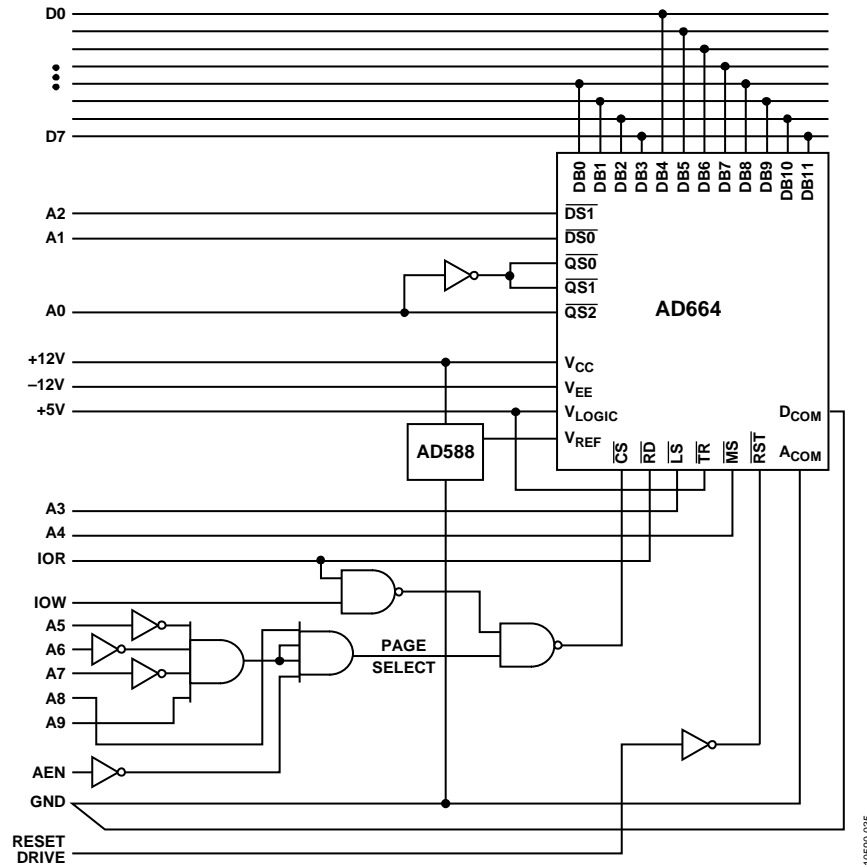 D0
D7
DB0
DB1
DB2
DB3
DB4
DB5
DB6
DB7
DB8
DB9
DB10
DB11
A2
DS1
A1
DS0
QS0
QS1
A0
QS2
AD664
+12V
VCC
–12V
VEE
+5V
VLOGIC
DCOM
VREF
AD588
CS
RD
LS
TR
MS
RST
ACOM
A3
A4
IOR
IOW
A5
A6
PAGE
SELECT
A7
A8
A9
AEN
GND
RESET
DRIVE